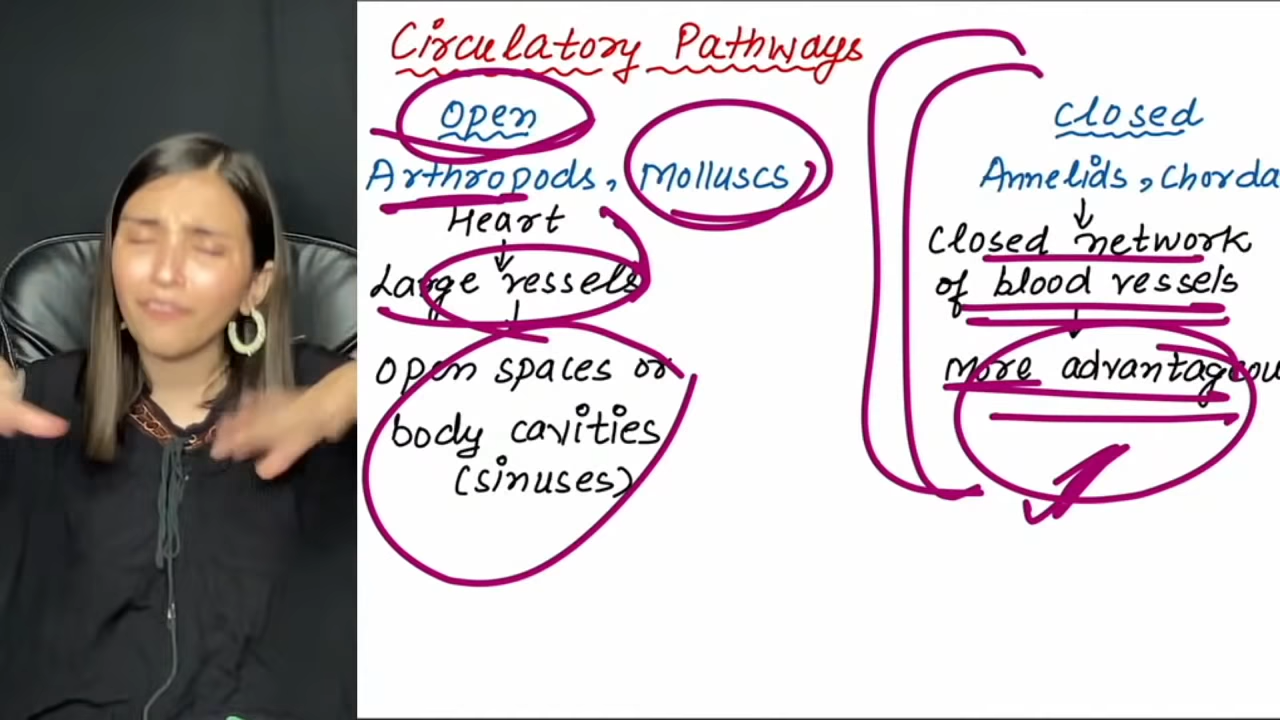 Circulatory Pathways
Open
Arthropods, Molluscs
Heart
Large vessels
open spaces or
body cavities
(sinuses)
Closed
Annelids, Chorda
Closed network
of blood vessels
more advantageou